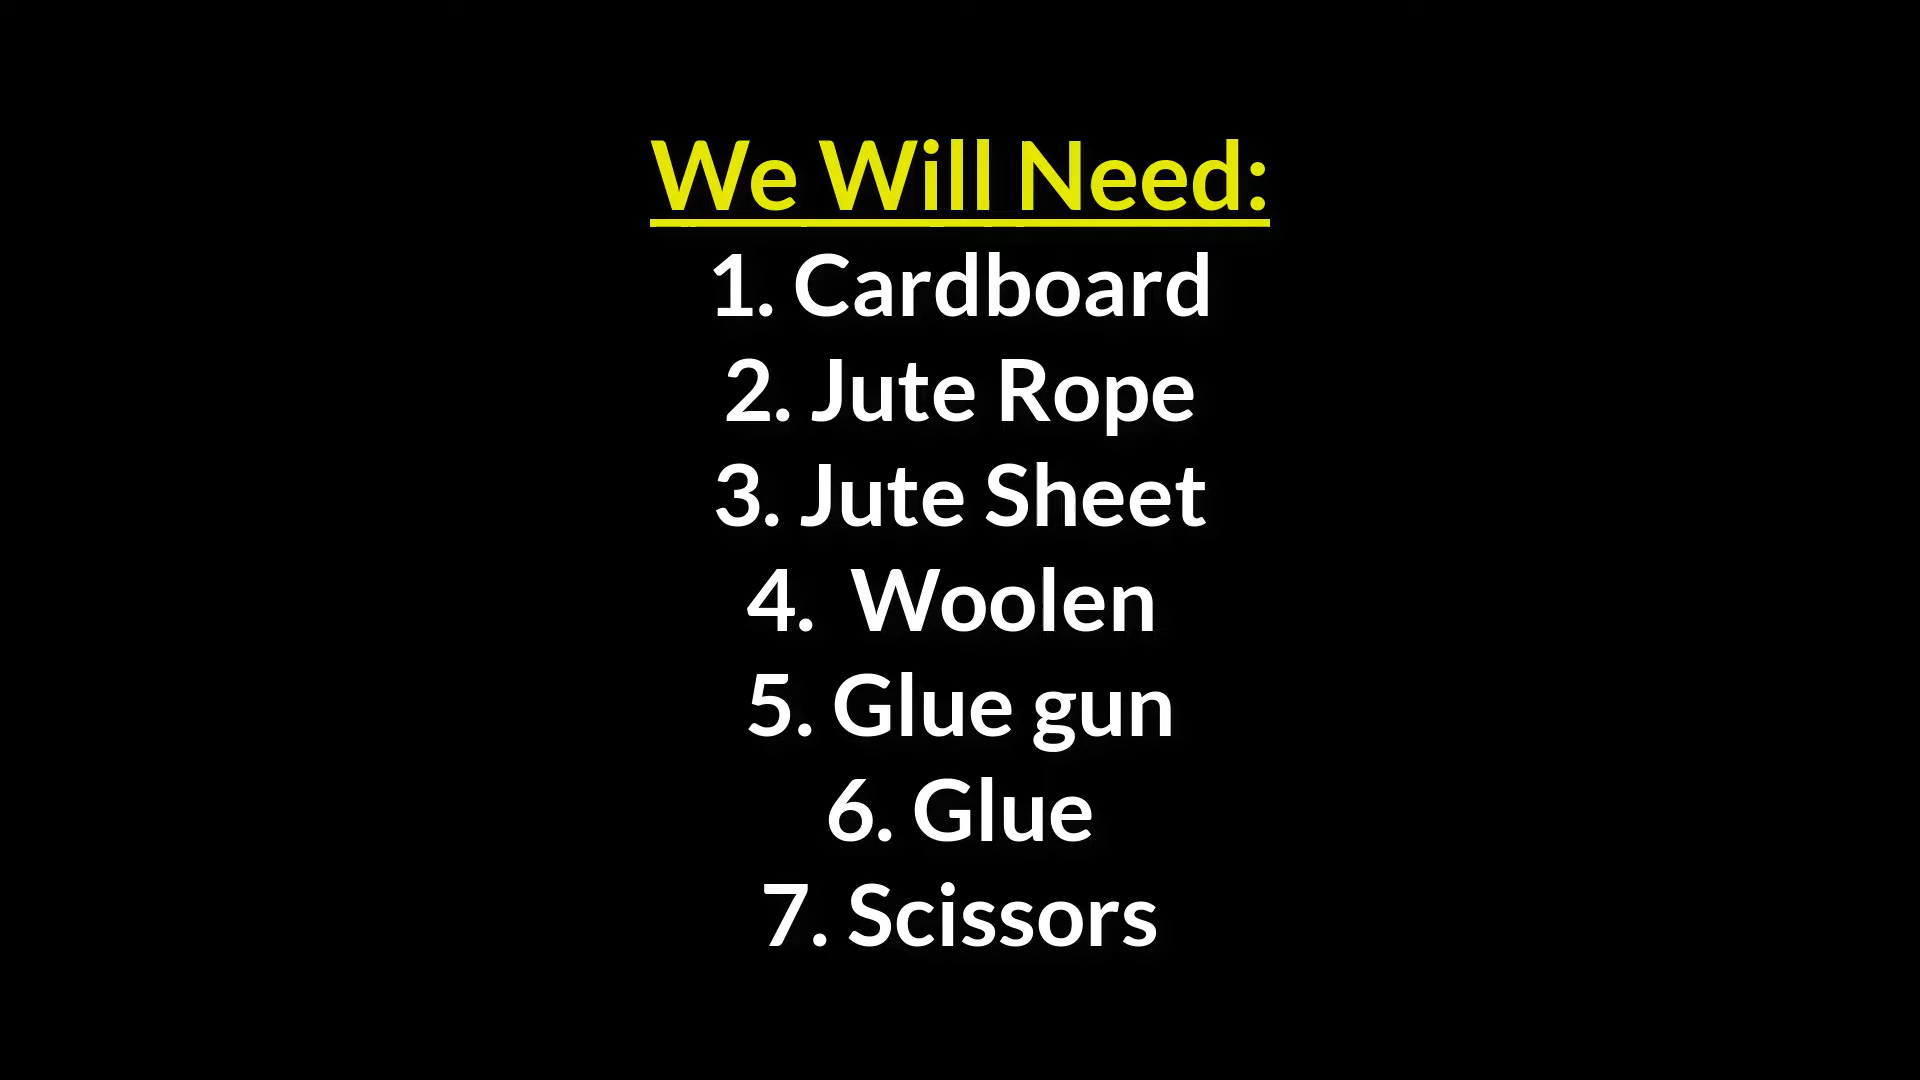 We Will Need:
1. Cardboard
2. Jute Rope
3. Jute Sheet
4. Woolen
5. Glue gun
6. Glue
7. Scissors